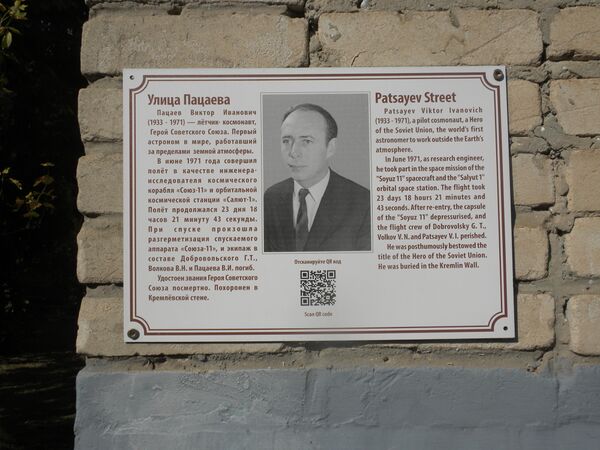 Улица Пацаева
Пацаев Виктор Иванович
(1933 - 1971) — лётчик-космонавт,
Герой Советского Союза. Первый
астроном в мире, работавший
за пределами земной атмосферы.
В июне 1971 года совершил
полёт в качестве инженера-
исследователя космического
корабля «Союз-11» и орбитальной
космической станции «Салют-1».
Полёт продолжался 23 дня 18
часов 21 минуту 43 секунды.
При спуске произошла
разгерметизация спускаемого
аппарата «Союза-11», и экипаж в
составе Добровольского Г.Т.,
Волкова В.Н. и Пацаева В.И. погиб.
Удостоен звания Героя Советского
Союза посмертно. Похоронен в
Кремлёвской стене.
Отсканируйте QR код
Scan QR code
Patsayev Street
Patsayev Viktor Ivanovich
(1933 - 1971), a pilot cosmonaut, a Hero
of the Soviet Union, the world's first
astronomer to work outside the Earth's
atmosphere.
In June 1971, as research engineer,
he took part in the space mission of the
"Soyuz 11" spacecraft and the "Salyut 1"
orbital space station. The flight took
23 days 18 hours 21 minutes and
43 seconds. After re-entry, the capsule
of the "Soyuz 11" depressurised, and
the flight crew of Dobrovolsky G. T.,
Volkov V. N. and Patsayev V. I. perished.
He was posthumously bestowed the
title of the Hero of the Soviet Union.
He was buried in the Kremlin Wall.